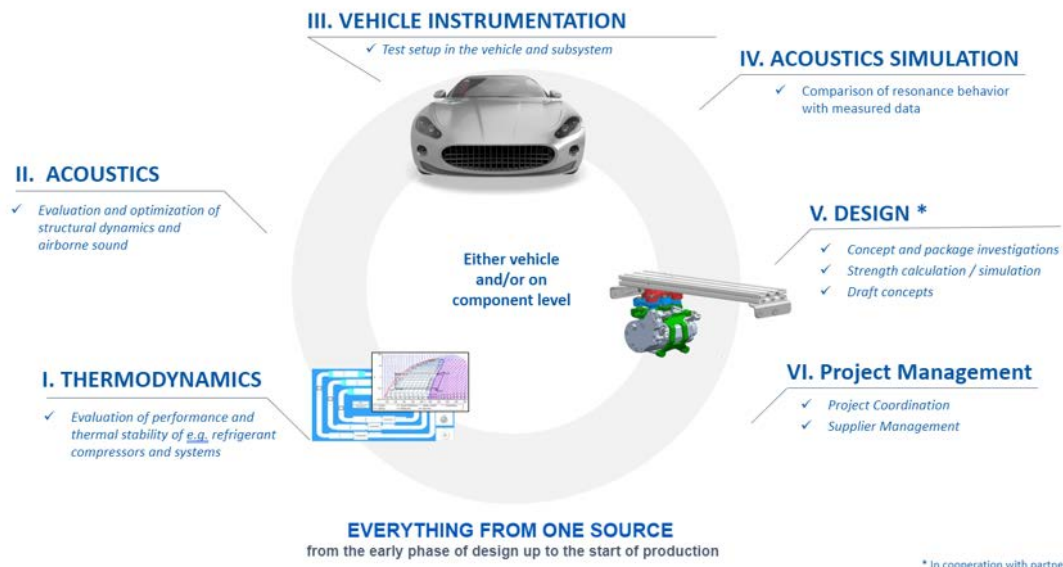 III. VEHICLE INSTRUMENTATION
✓ Test setup in the vehicle and subsystem
IV. ACOUSTICS SIMULATION
✓ Comparison of resonance behavior
with measured data
II. ACOUSTICS
✓ Evaluation and optimization of
structural dynamics and
airborne sound
V. DESIGN *
✓ Concept and package investigations
✓ Strength calculation / simulation
✓ Draft concepts
Either vehicle
and/or on
component level
I. THERMODYNAMICS
✓ Evaluation of performance and
thermal stability of e.g. refrigerant
compressors and systems
VI. Project Management
✓ Project Coordination
✓ Supplier Management
EVERYTHING FROM ONE SOURCE
from the early phase of design up to the start of production
* In cooperation with partne